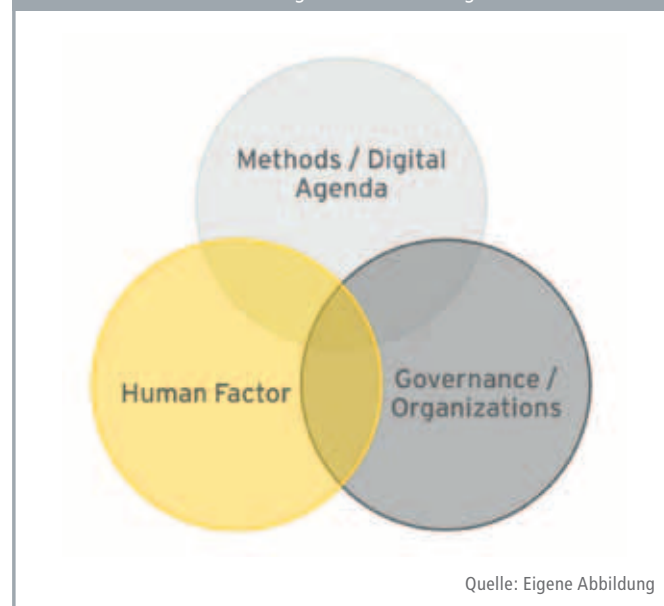 Methods / Digital
Agenda
Human Factor
Governance /
Organizations
Quelle: Eigene Abbildung